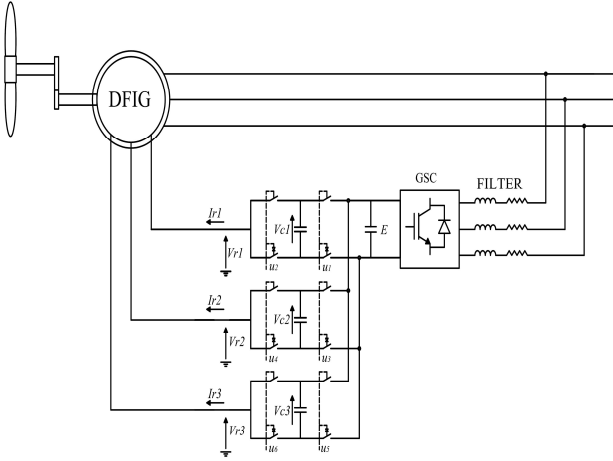 DFIG
GSC
FILTER
Ir1
Vc1
E
Vr1
u2
u1
Ir2
Vc2
Vr2
u4
u3
Ir3
Vc3
Vr3
u6
u5